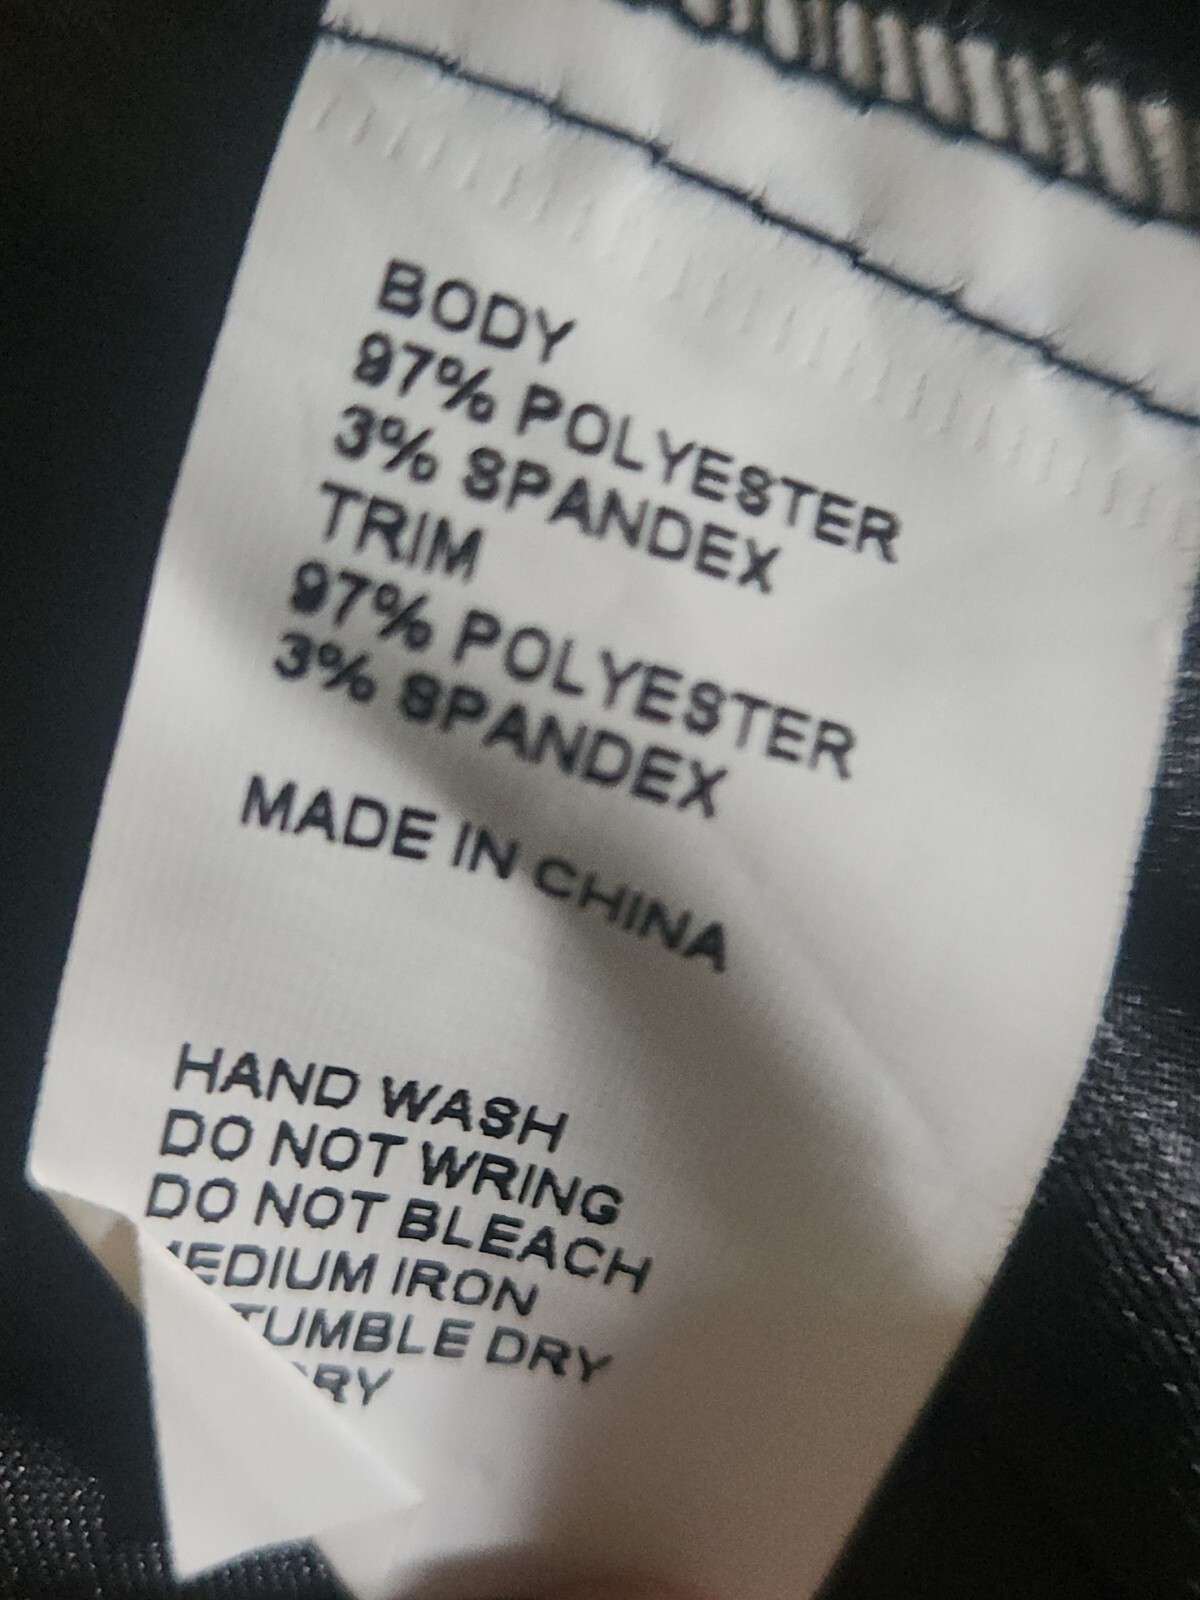 BODY
97% POLYESTER
3% SPANDEX
TRIM
97% POLYESTER
3% SPANDEX
MADE IN CHINA
HAND WASH
DO NOT WRING
DO NOT BLEACH
MEDIUM IRON
TUMBLE DRY